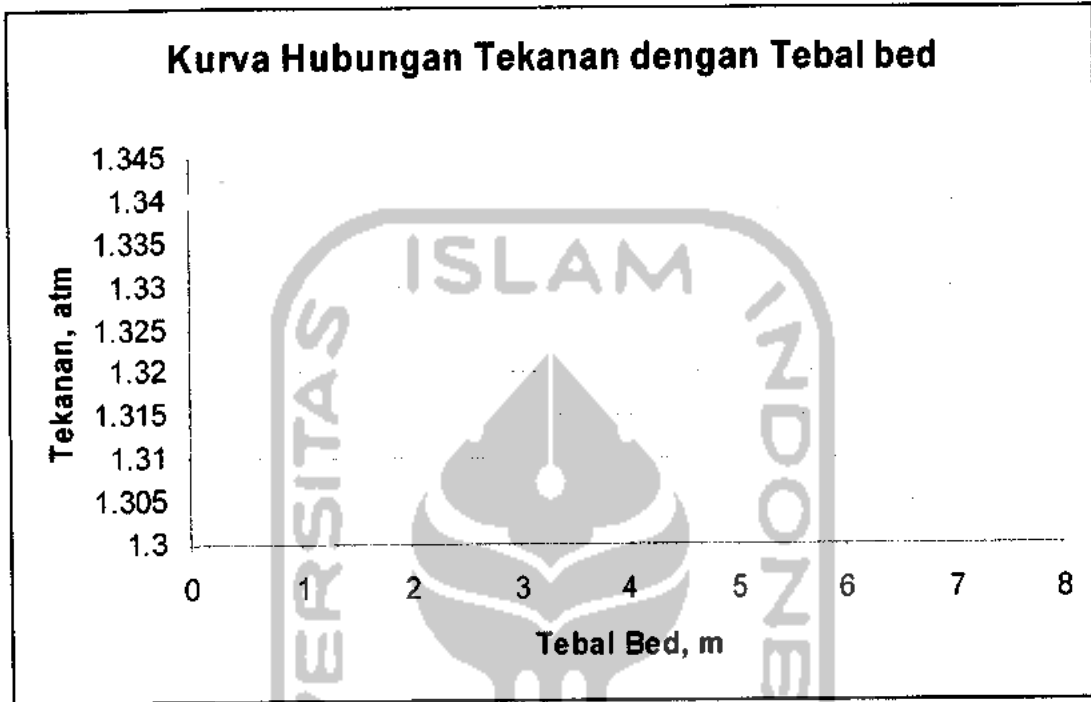 Kurva Hubungan Tekanan dengan Tebal bed
1.345
1.34
1.335
1.33
1.325
1.32
1.315
1.31
1.305
1.3
Tekanan, atm
0 1 2 3 4 5 6 7 8
Tebal Bed, m
ISLAM
INDONE
PERSITAS